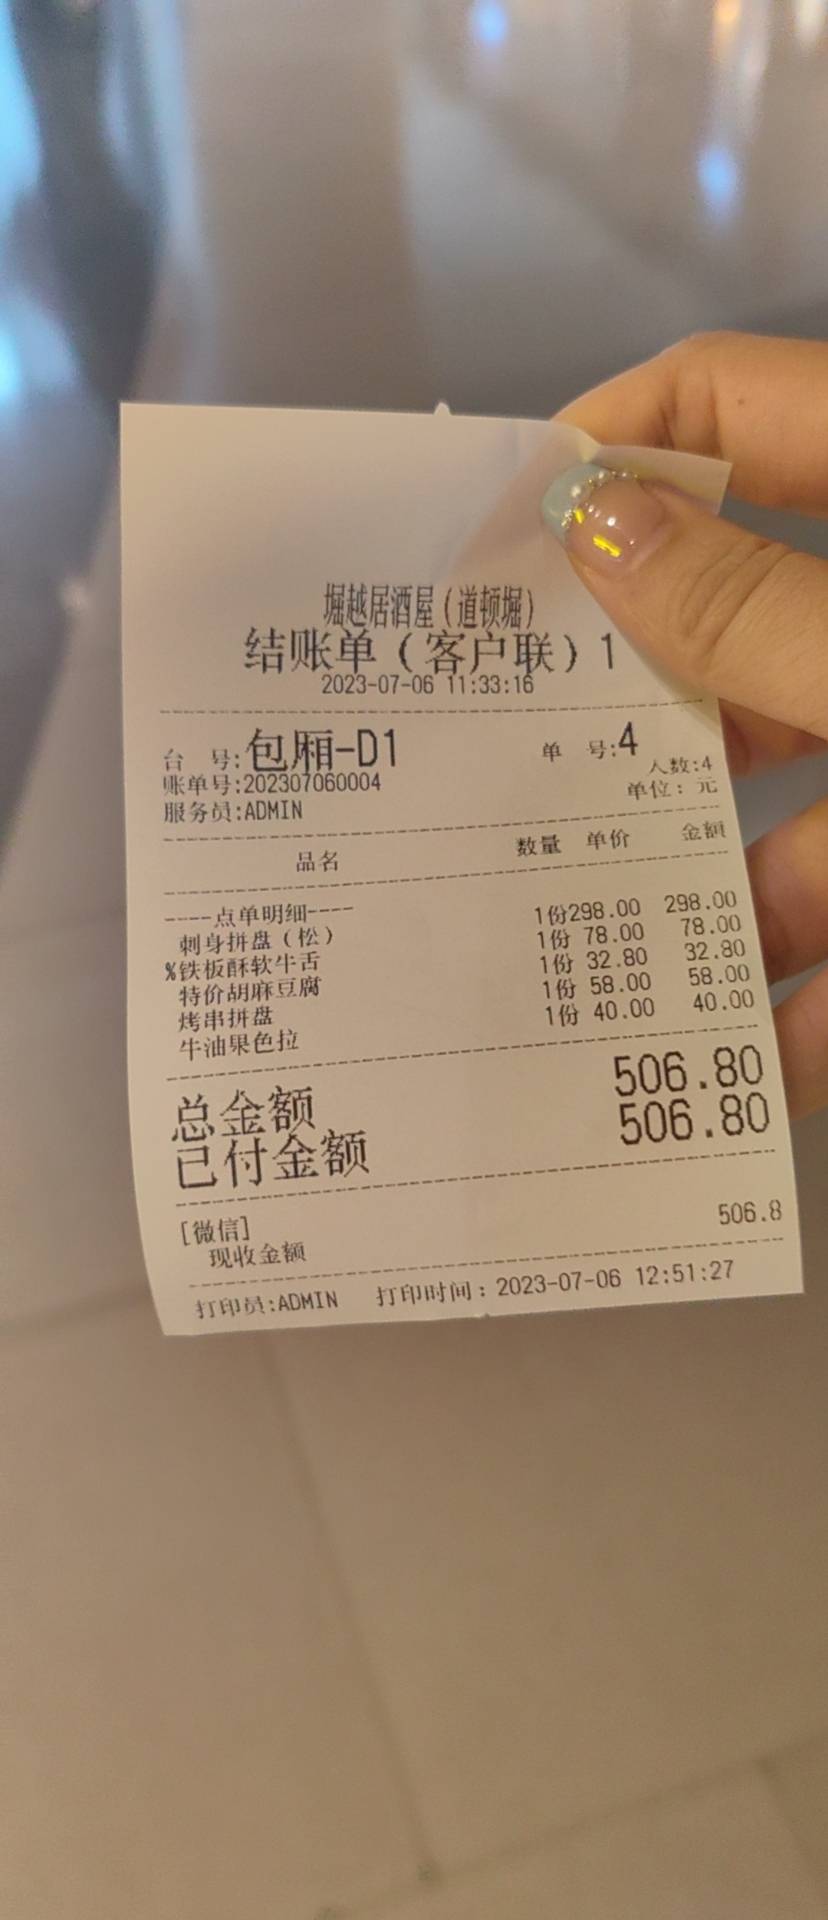 堀越居酒屋(道顿堀)
结账单(客户联)1
2023-07-06 11:33:16
台 号:包厢-D1 单 号:4
账单号:202307060004 人数:4
服务员:ADMIN 单位: 元
品名 数量 单价 金额
----点单明细----
刺身拼盘(松) 1份298.00 298.00
%铁板酥软牛舌 1份 78.00 78.00
特价胡麻豆腐 1份 32.80 32.80
烤串拼盘 1份 58.00 58.00
牛油果色拉 1份 40.00 40.00
总金额 506.80
已付金额 506.80
[微信]
现收金额 506.8
打印员:ADMIN 打印时间:2023-07-06 12:51:27